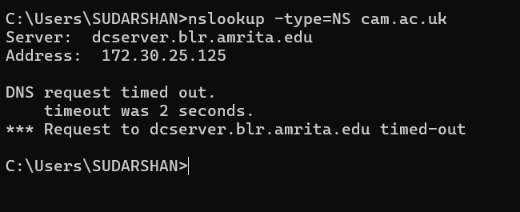 C:\Users\SUDARSHAN>nslookup -type=NS cam.ac.uk
Server:  dcserver.blr.amrita.edu
Address:  172.30.25.125

DNS request timed out.
    timeout was 2 seconds.
*** Request to dcserver.blr.amrita.edu timed-out

C:\Users\SUDARSHAN>